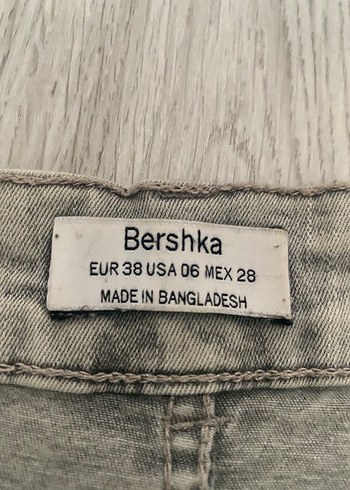 Bershka
EUR 38 USA 06 MEX 28
MADE IN BANGLADESH